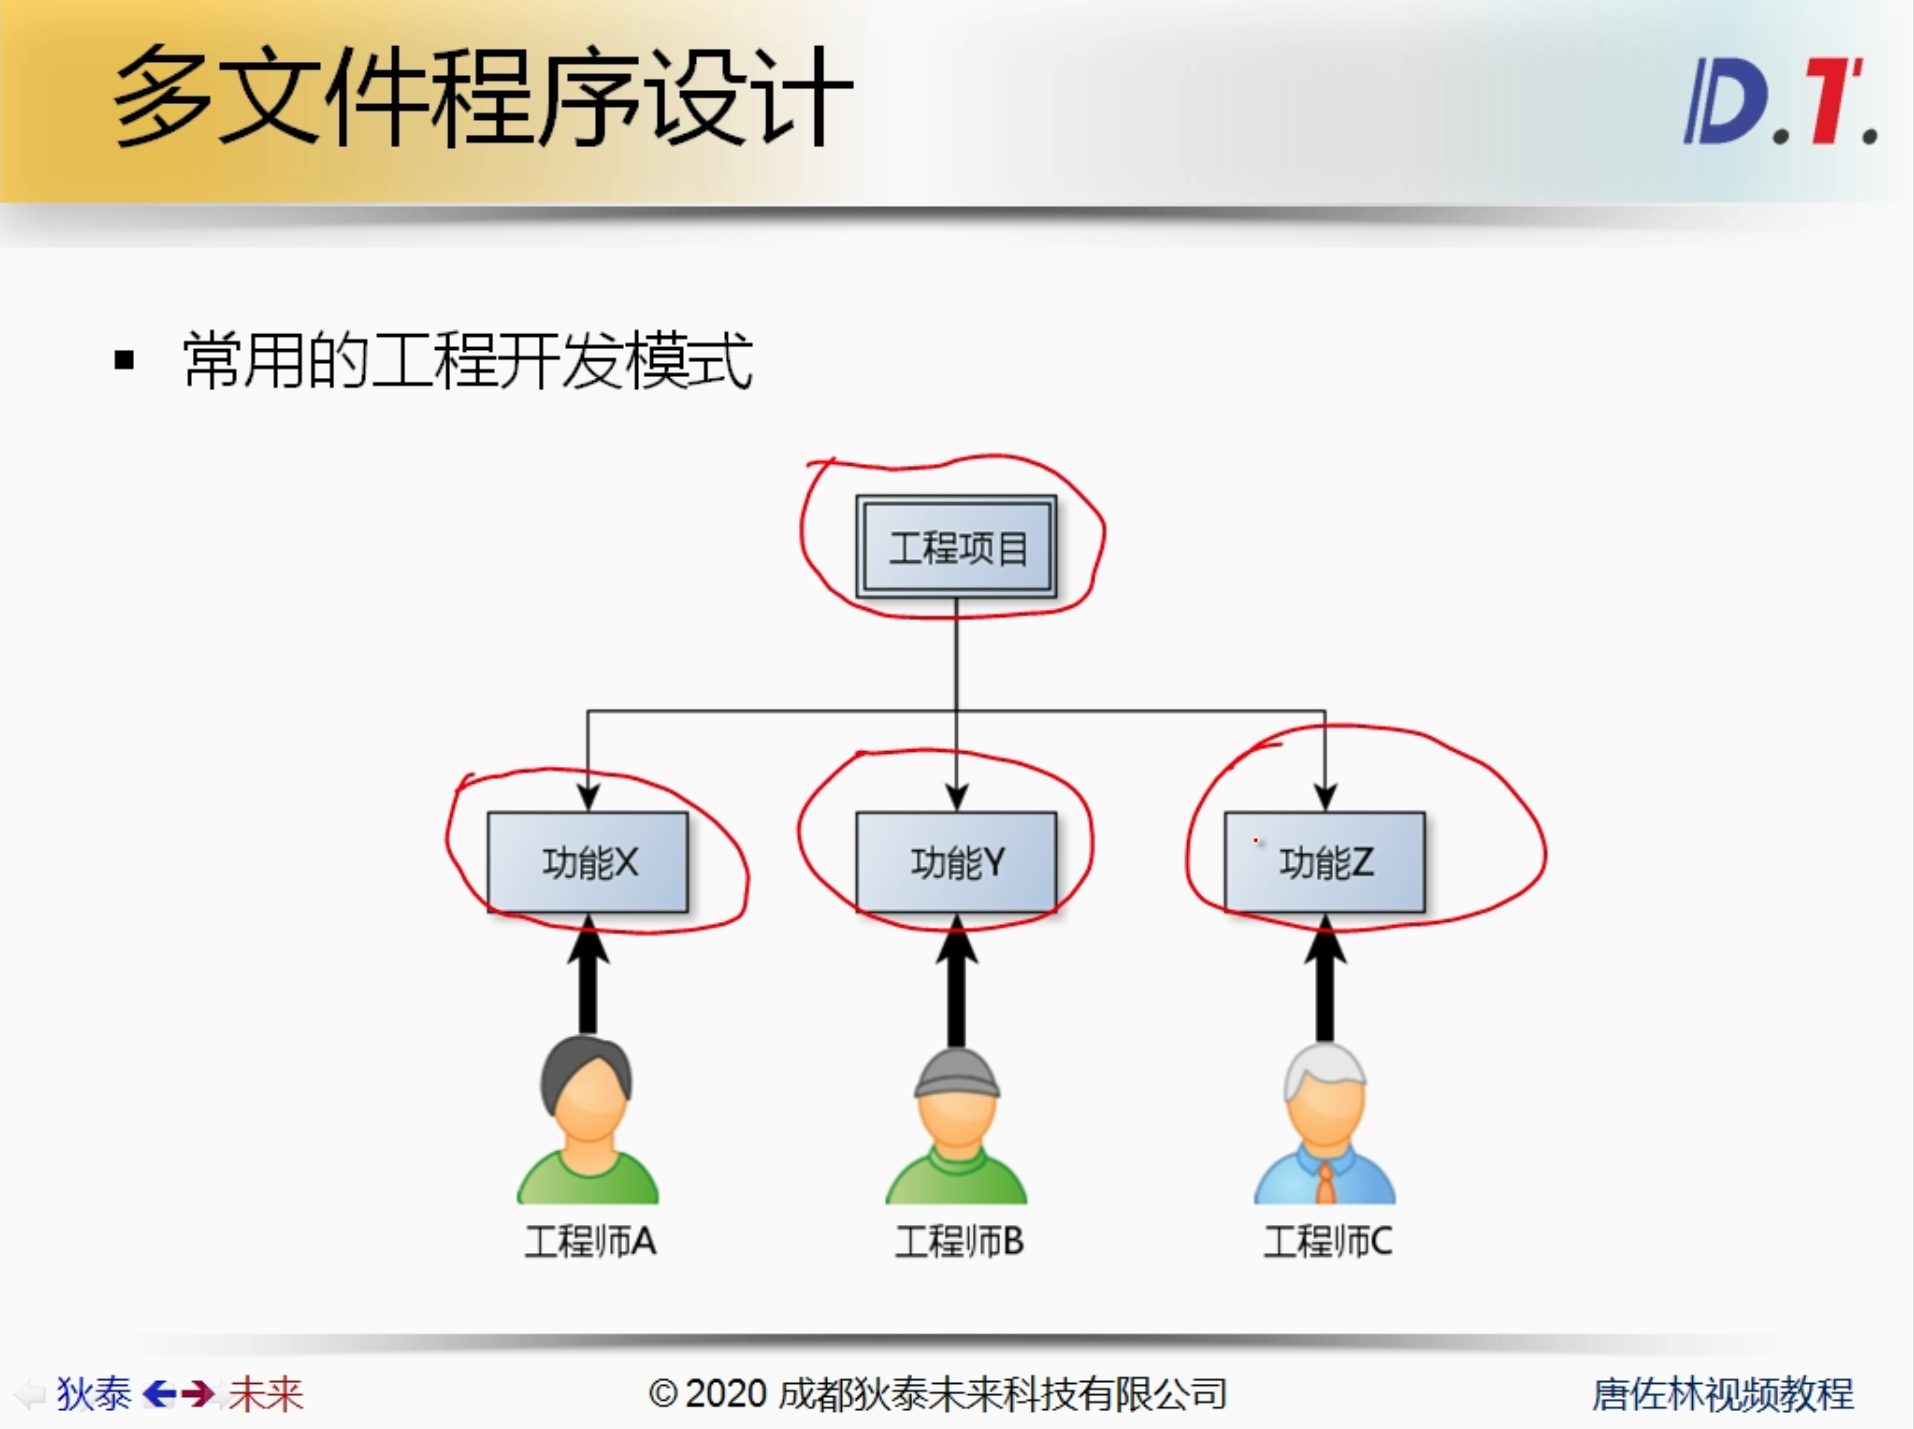 多文件程序设计
D.T.
▪ 常用的工程开发模式
工程项目
功能X 功能Y 功能Z
工程师A 工程师B 工程师C
狄泰 未来 © 2020 成都狄泰未来科技有限公司 唐佐林视频教程